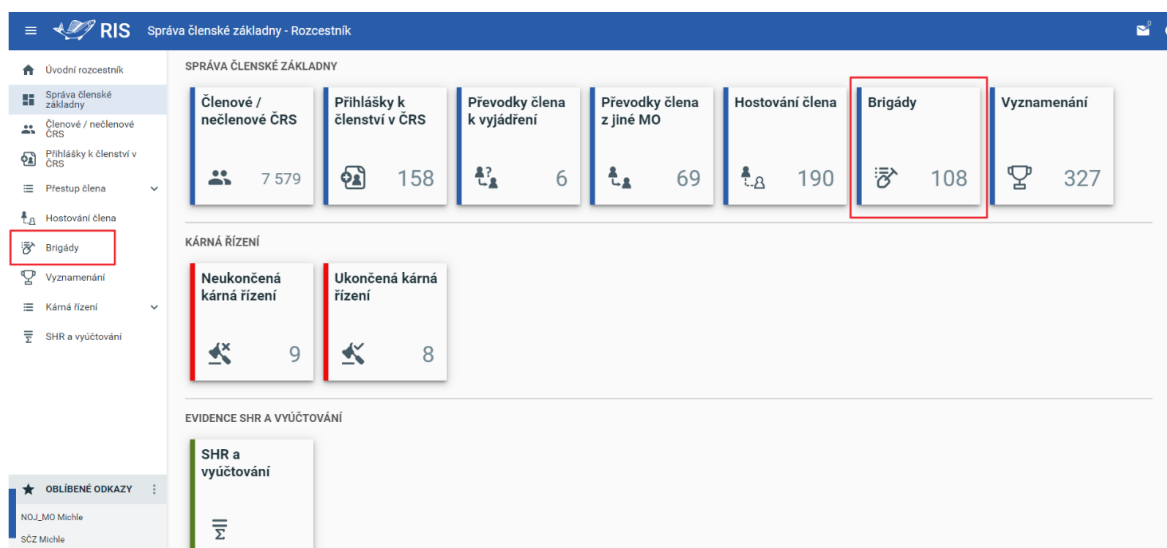 RIS Správa členské základny - Rozcestník
0
Úvodní rozcestník
Správa členské
základny
Členové / nečlenové
ČRS
Přihlášky k členství v
ČRS
Přestup člena
Hostování člena
Brigády
Vyznamenání
Kárná řízení
SHR a vyúčtování
OBLÍBENÉ ODKAZY
NOJ_MO Michle
SČZ Michle
SPRÁVA ČLENSKÉ ZÁKLADNY
Členové /
nečlenové ČRS
7 579
Přihlášky k
členství v ČRS
158
Převodky člena
k vyjádření
6
Převodky člena
z jiné MO
69
Hostování člena
190
Brigády
108
Vyznamenání
327
KÁRNÁ ŘÍZENÍ
Neukončená
kárná řízení
9
Ukončená kárná
řízení
8
EVIDENCE SHR A VYÚČTOVÁNÍ
SHR a
vyúčtování